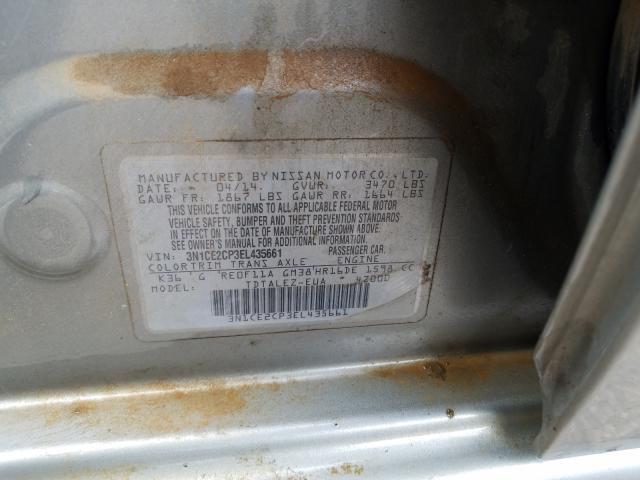 MANUFACTURED BY NISSAN MOTOR CO., LTD.
DATE: - 04/14. GVWR: 3470 LBS
GAWR FR: 1867 LBS GAWR RR: 1664 LBS
THIS VEHICLE CONFORMS TO ALL APPLICABLE FEDERAL MOTOR
VEHICLE SAFETY, BUMPER AND THEFT PREVENTION STANDARDS
IN EFFECT ON THE DATE OF MANUFACTURE SHOWN ABOVE.
SEE OWNER'S MANUAL FOR ADDITIONAL INFORMATION.
VIN: 3N1CE2CP3EL435661 PASSENGER CAR.
COLOR TRIM TRANS AXLE ENGINE
K36 G RE0F11A GM38 HR16DE 1598 CC
MODEL: TDTALEZ-EUA 42000
3N1CE2CP3EL435661